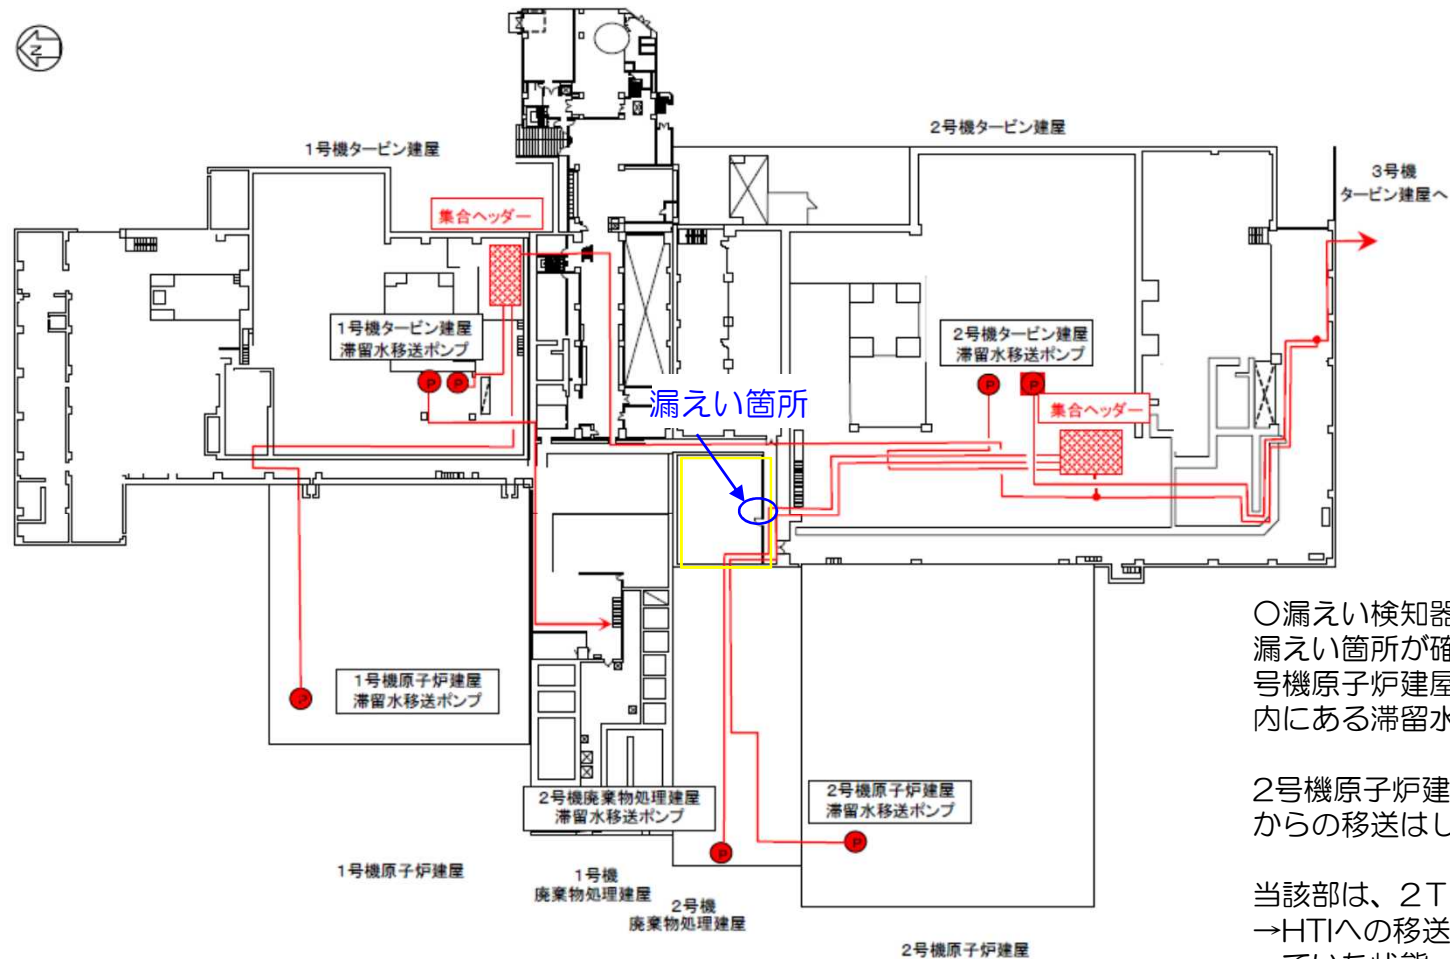 N
1号機タービン建屋
2号機タービン建屋
3号機
タービン建屋へ
集合ヘッダー
1号機タービン建屋
滞留水移送ポンプ
P
P
2号機タービン建屋
滞留水移送ポンプ
P
P
漏えい箇所
集合ヘッダー
○漏えい検知器
漏えい箇所が確
号機原子炉建屋
内にある滞留水
1号機原子炉建屋
滞留水移送ポンプ
P
2号機廃棄物処理建屋
滞留水移送ポンプ
P
2号機原子炉建屋
滞留水移送ポンプ
P
2号機原子炉建
からの移送はし
1号機原子炉建屋
1号機
廃棄物処理建屋
2号機
廃棄物処理建屋
2号機原子炉建屋
当該部は、2T
→HTIへの移送